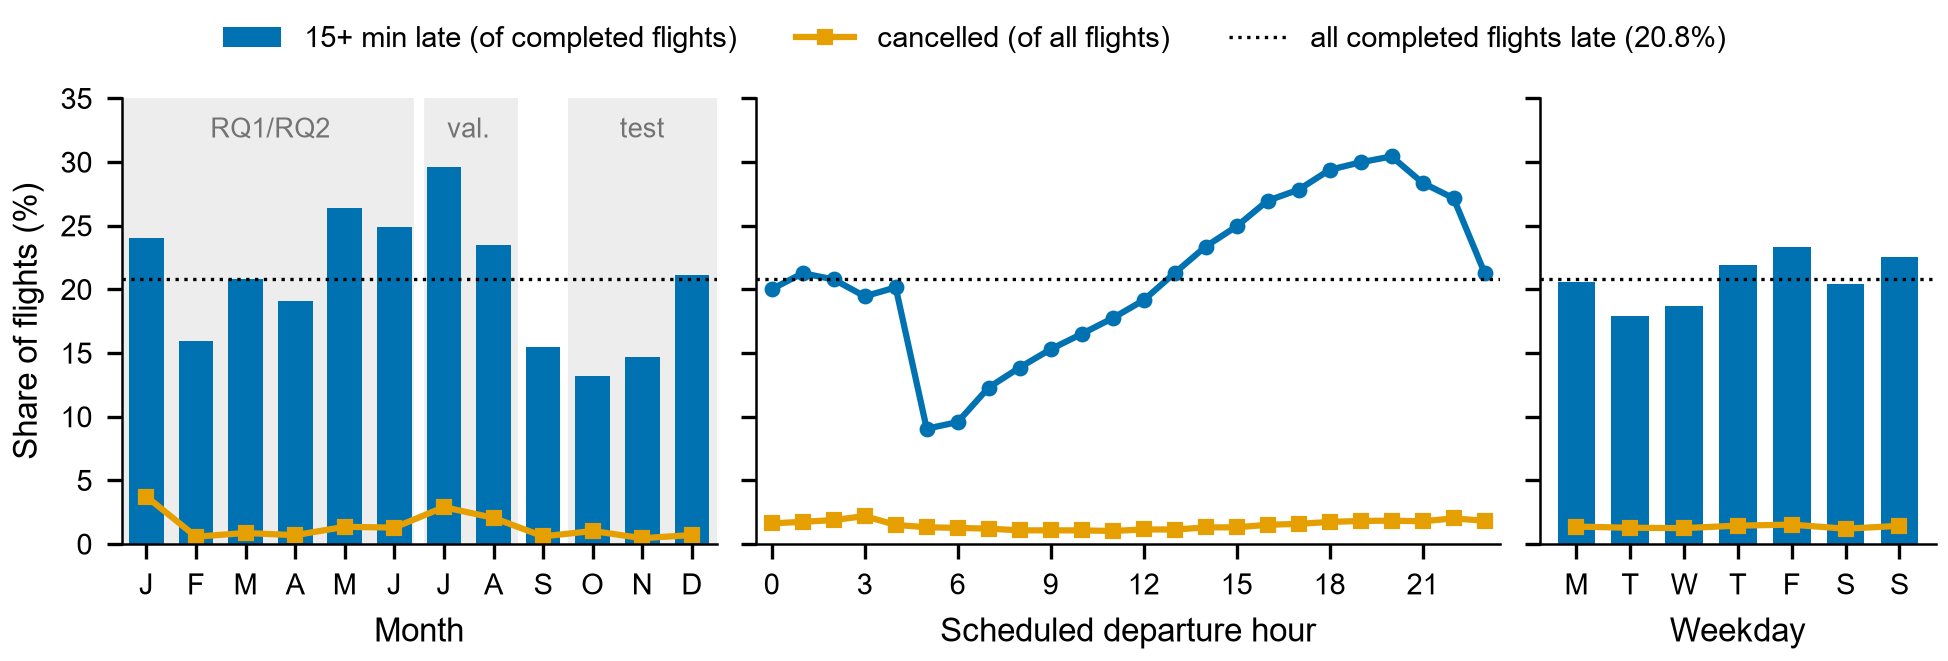 15+ min late (of completed flights) cancelled (of all flights) all completed flights late (20.8%)
Share of flights (%)
35
30
25
20
15
10
5
0
RQ1/RQ2 val. test
J F M A M J J A S O N D
Month
0 3 6 9 12 15 18 21
Scheduled departure hour
M T W T F S S
Weekday